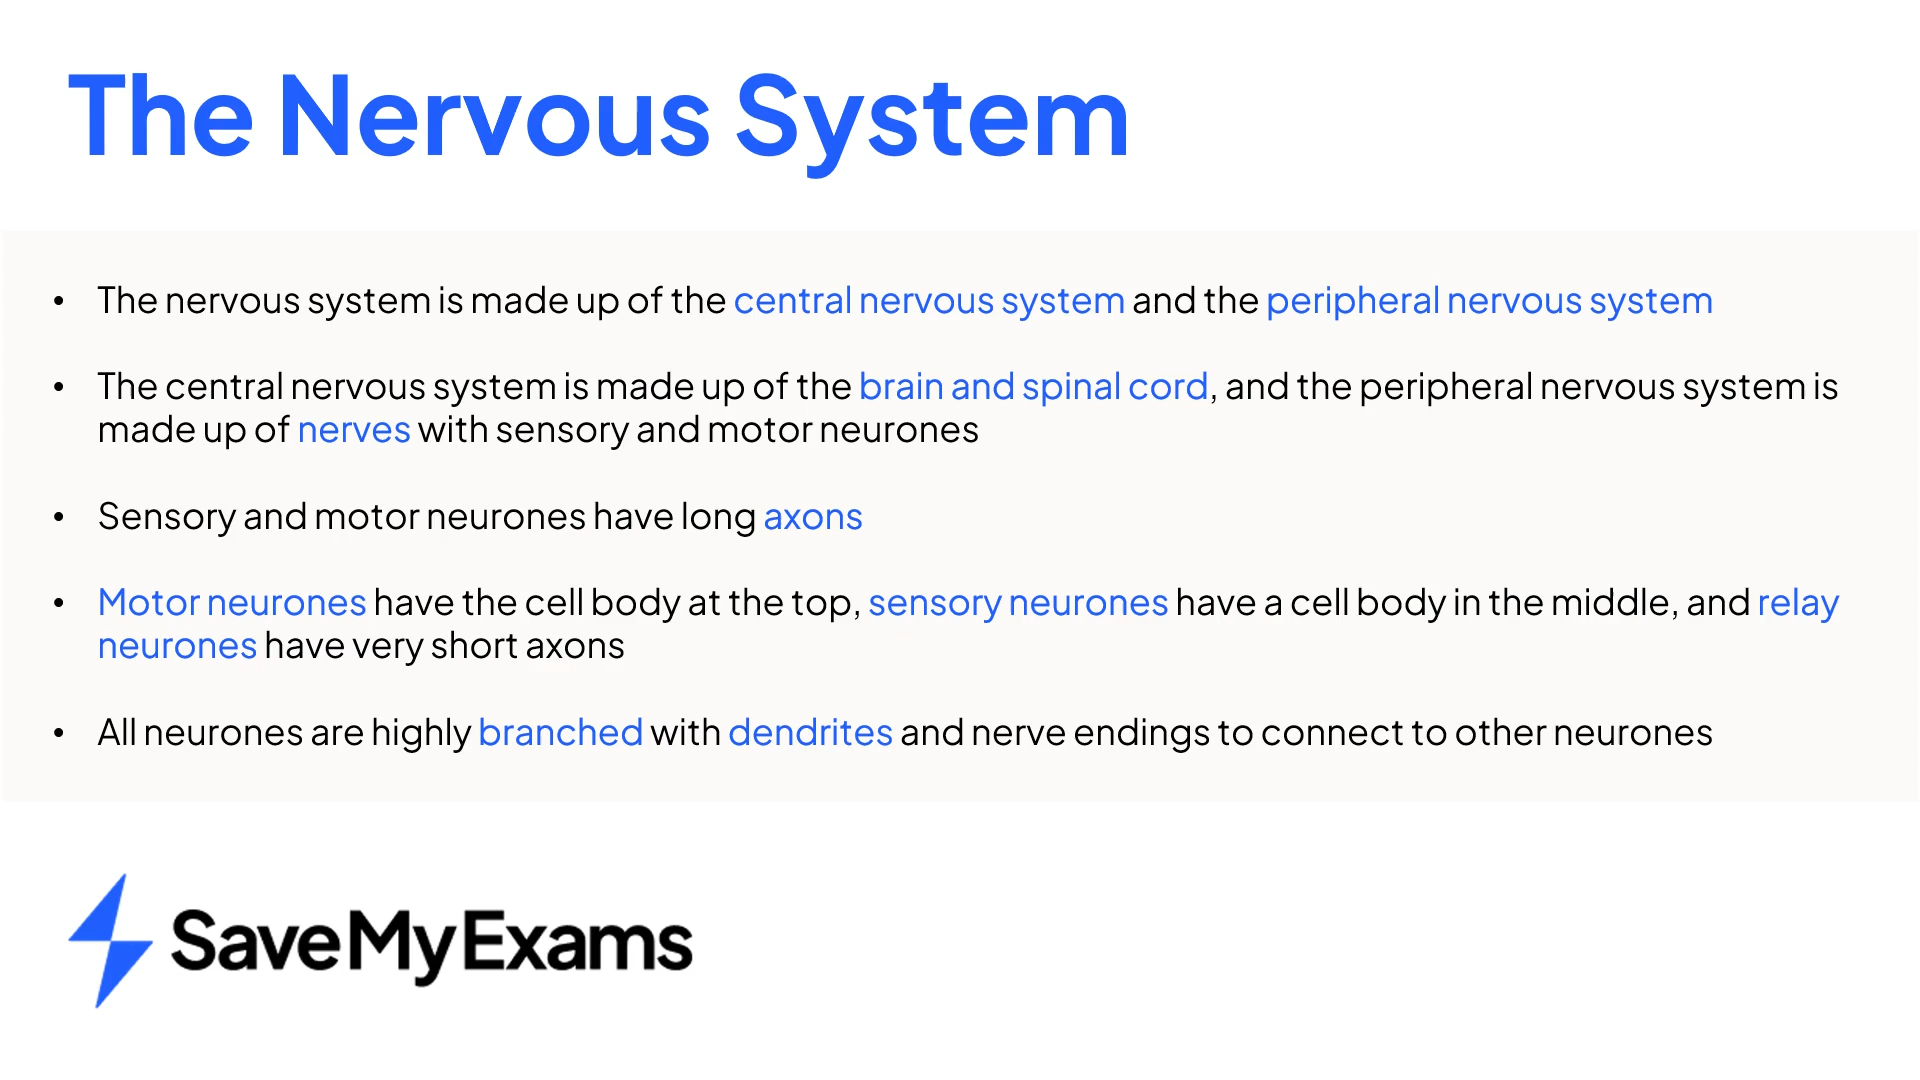 The Nervous System
• The nervous system is made up of the central nervous system and the peripheral nervous system
• The central nervous system is made up of the brain and spinal cord, and the peripheral nervous system is
made up of nerves with sensory and motor neurones
• Sensory and motor neurones have long axons
• Motor neurones have the cell body at the top, sensory neurones have a cell body in the middle, and relay
neurones have very short axons
• All neurones are highly branched with dendrites and nerve endings to connect to other neurones
SaveMyExams